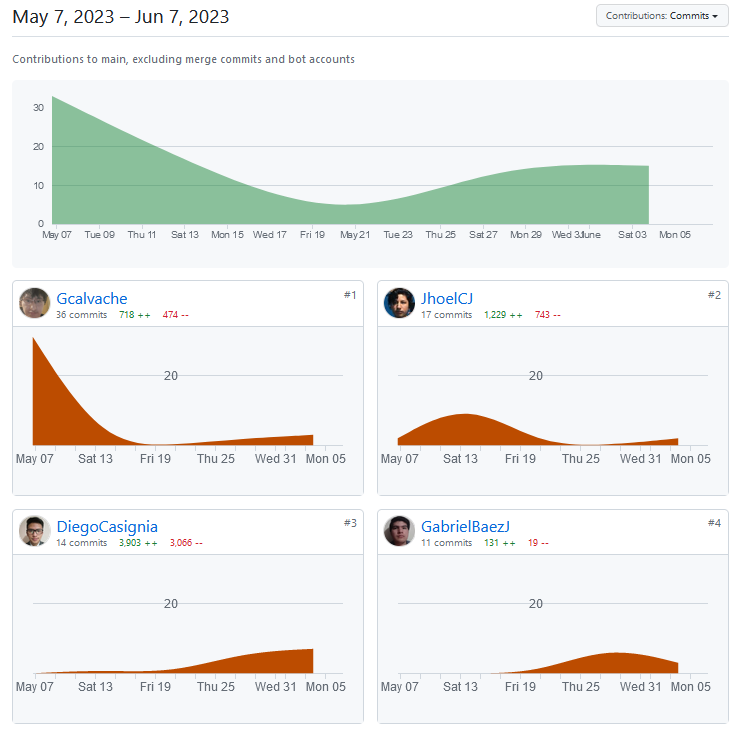 May 7, 2023 – Jun 7, 2023
Contributions: Commits
Contributions to main, excluding merge commits and bot accounts
30
20
10
0
May 07 Tue 09 Thu 11 Sat 13 Mon 15 Wed 17 Fri 19 May 21 Tue 23 Thu 25 Sat 27 Mon 29 Wed 31 June Sat 03 Mon 05
Gcalvache #1
36 commits 718 ++ 474 --
20
May 07 Sat 13 Fri 19 Thu 25 Wed 31 Mon 05
JhoelCJ #2
17 commits 1,229 ++ 743 --
20
May 07 Sat 13 Fri 19 Thu 25 Wed 31 Mon 05
DiegoCasignia #3
14 commits 3,903 ++ 3,066 --
20
May 07 Sat 13 Fri 19 Thu 25 Wed 31 Mon 05
GabrielBaezJ #4
11 commits 131 ++ 19 --
20
May 07 Sat 13 Fri 19 Thu 25 Wed 31 Mon 05